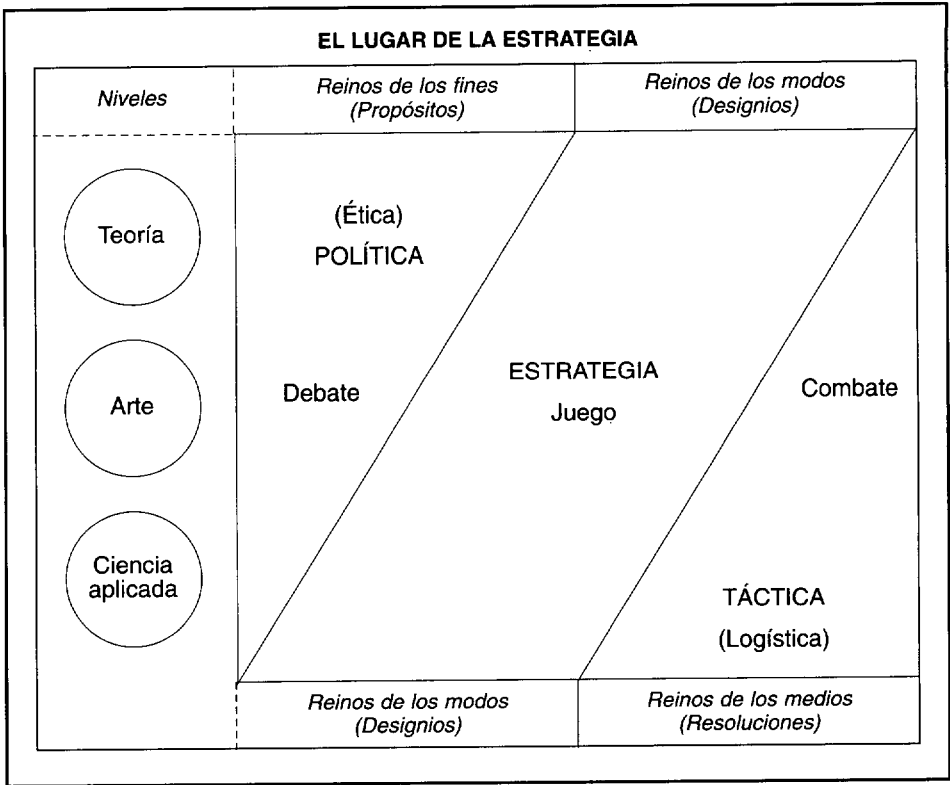 EL LUGAR DE LA ESTRATEGIA
Niveles
Reinos de los fines
(Propósitos)
Reinos de los modos
(Designios)
Teoría
(Ética)
POLÍTICA
Arte
Debate
ESTRATEGIA
Juego
Combate
Ciencia
aplicada
TÁCTICA
(Logística)
Reinos de los modos
(Designios)
Reinos de los medios
(Resoluciones)